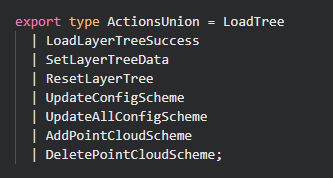 export type ActionsUnion = LoadTree
| LoadLayerTreeSuccess
| SetLayerTreeData
| ResetLayerTree
| UpdateConfigScheme
| UpdateAllConfigScheme
| AddPointCloudScheme
| DeletePointCloudScheme;